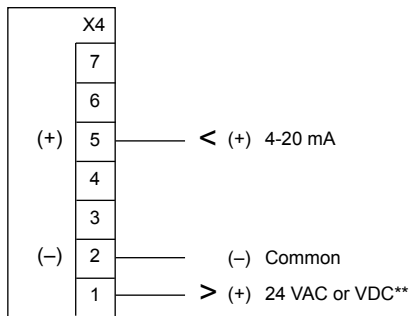 X4
7
6
(+) 5 < (+) 4-20 mA
4
3
(–) 2 (–) Common
1 > (+) 24 VAC or VDC**